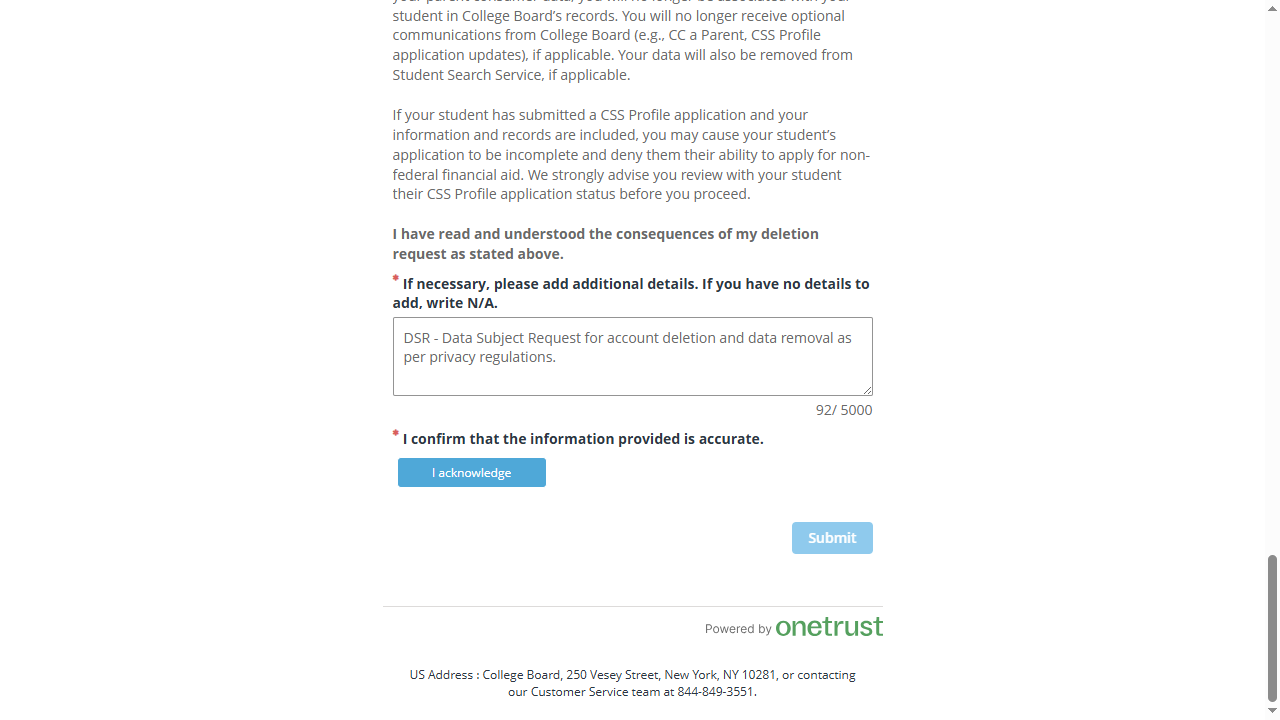 student in College Board's records. You will no longer receive optional
communications from College Board (e.g., CC a Parent, CSS Profile
application updates), if applicable. Your data will also be removed from
Student Search Service, if applicable.
If your student has submitted a CSS Profile application and your
information and records are included, you may cause your student's
application to be incomplete and deny them their ability to apply for non-
federal financial aid. We strongly advise you review with your student
their CSS Profile application status before you proceed.
I have read and understood the consequences of my deletion
request as stated above.
* If necessary, please add additional details. If you have no details to
add, write N/A.
DSR - Data Subject Request for account deletion and data removal as
per privacy regulations.
92/ 5000
* I confirm that the information provided is accurate.
I acknowledge
Submit
Powered by onetrust
US Address : College Board, 250 Vesey Street, New York, NY 10281, or contacting
our Customer Service team at 844-849-3551.